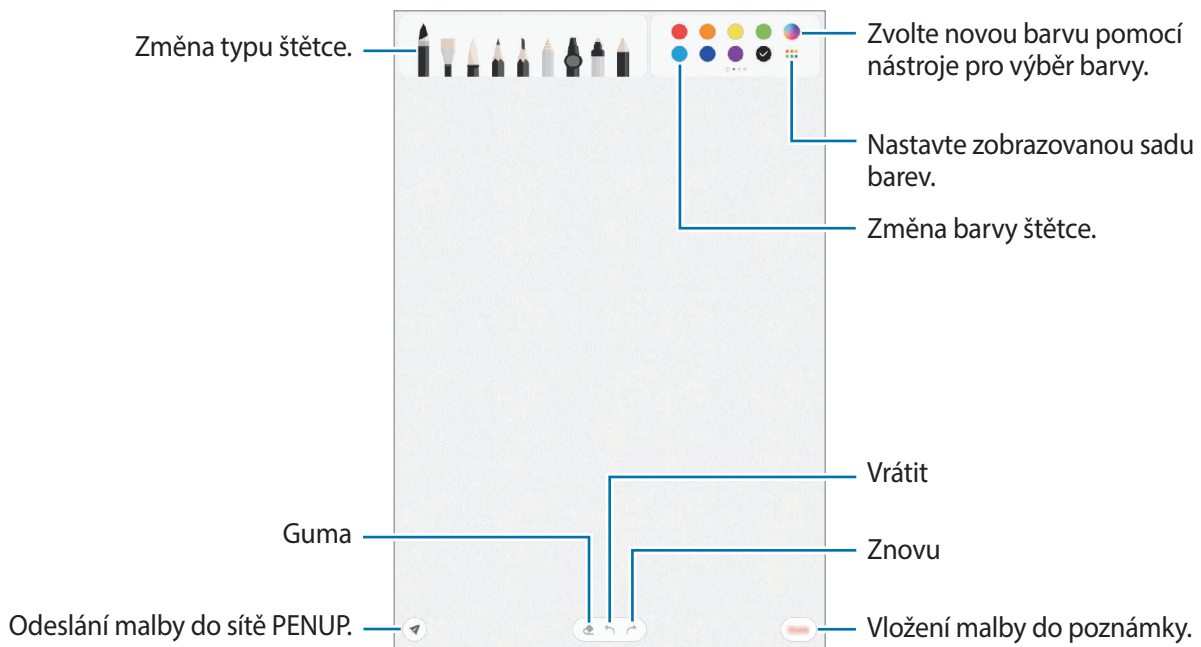 Změna typu štětce.
Zvolte novou barvu pomocí
nástroje pro výběr barvy.
Nastavte zobrazovanou sadu
barev.
Změna barvy štětce.
Vrátit
Guma
Znovu
Odeslání malby do sítě PENUP.
Vložení malby do poznámky.